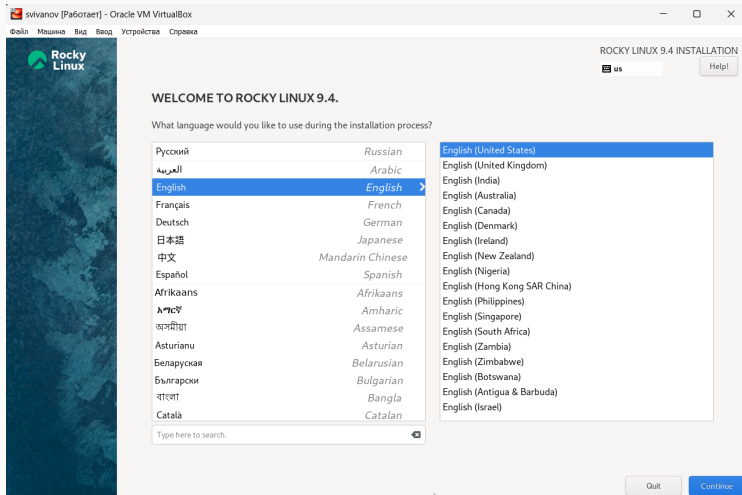 svivanov [Работает] - Oracle VM VirtualBox
Файл Машина Вид Ввод Устройства Справка
Rocky
Linux
ROCKY LINUX 9.4 INSTALLATION
us
Help!
WELCOME TO ROCKY LINUX 9.4.
What language would you like to use during the installation process?
Русский Russian
العربية Arabic
English English
Français French
Deutsch German
日本語 Japanese
中文 Mandarin Chinese
Español Spanish
Afrikaans Afrikaans
አማርኛ Amharic
অসমীয়া Assamese
Asturianu Asturian
Беларуская Belarusian
Български Bulgarian
বাংলা Bangla
Català Catalan
Type here to search.
English (United States)
English (United Kingdom)
English (India)
English (Australia)
English (Canada)
English (Denmark)
English (Ireland)
English (New Zealand)
English (Nigeria)
English (Hong Kong SAR China)
English (Philippines)
English (Singapore)
English (South Africa)
English (Zambia)
English (Zimbabwe)
English (Botswana)
English (Antigua & Barbuda)
English (Israel)
Quit
Continue